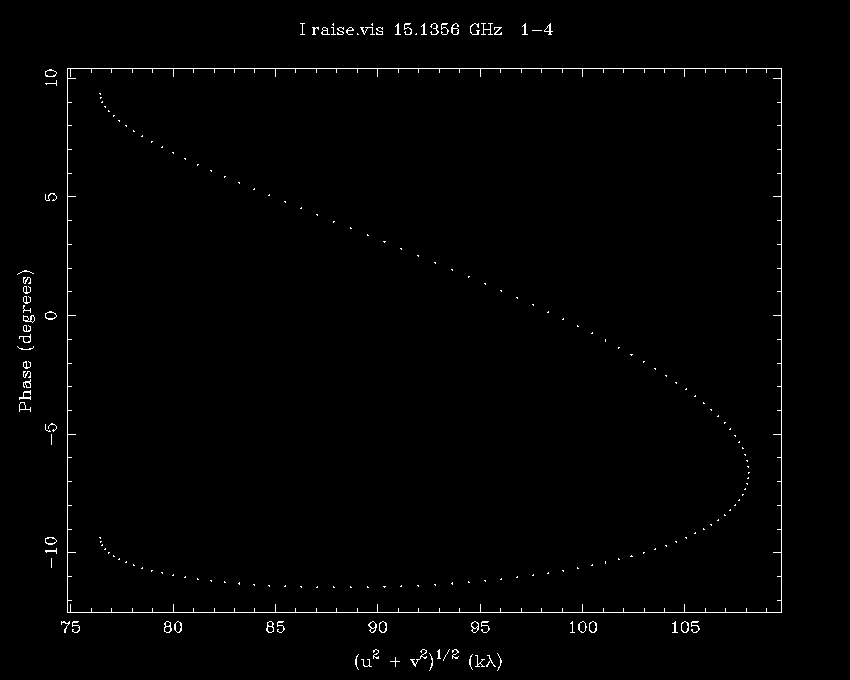 I raise.vis 15.1356 GHz 1−4
10
5
0
−5
−10
Phase (degrees)
75 80 85 90 95 100 105
(u² + v²)^1/2 (kλ)